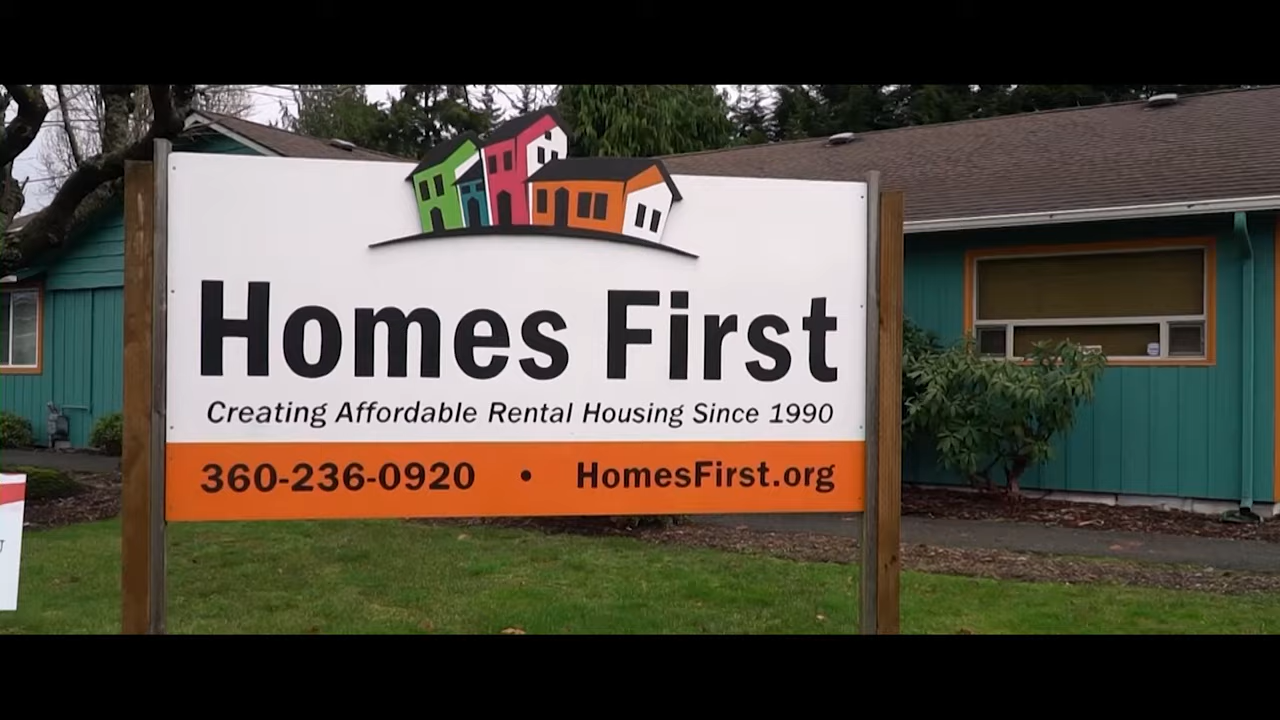 Homes First
Creating Affordable Rental Housing Since 1990
360-236-0920 • HomesFirst.org